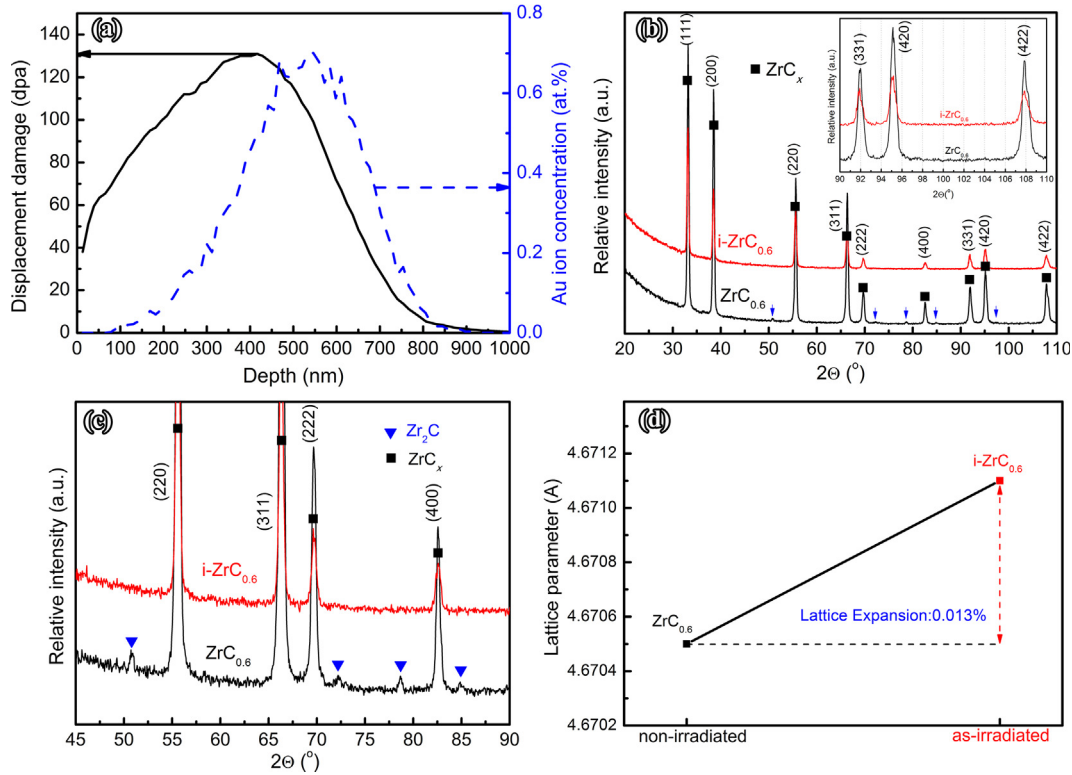 (a)
Displacement damage (dpa)
140
120
100
80
60
40
20
0
0 100 200 300 400 500 600 700 800 900 1000
Depth (nm)
0.8
0.6
0.4
0.2
0.0
Au ion concentration (at.%)
(b)
Relative intensity (a.u.)
(111)
(200)
(220)
(311)
(222)
(400)
(331)
(420)
(422)
ZrCₓ
i-ZrC₀.₆
ZrC₀.₆
20 30 40 50 60 70 80 90 100 110
2Θ (°)
Relative intensity (a.u.)
(331)
(420)
(422)
i-ZrC₀.₆
ZrC₀.₆
90 92 94 96 98 100 102 104 106 108 110
2Θ(°)
(c)
Relative intensity (a.u.)
(220)
(311)
(222)
(400)
Zr₂C
ZrCₓ
i-ZrC₀.₆
ZrC₀.₆
45 50 55 60 65 70 75 80 85 90
2Θ (°)
(d)
Lattice parameter (A)
4.6712
4.6710
4.6708
4.6706
4.6704
4.6702
i-ZrC₀.₆
ZrC₀.₆
Lattice Expansion:0.013%
non-irradiated
as-irradiated